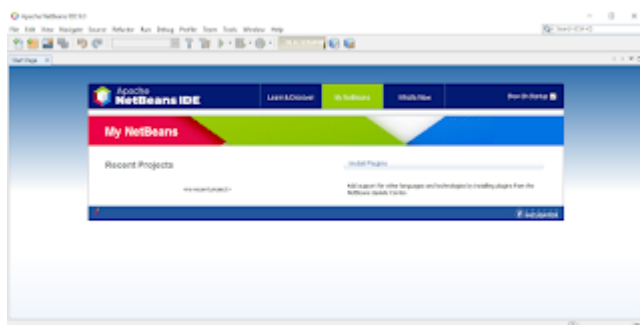 Apache NetBeans IDE 9.0
File Edit View Navigate Source Refactor Run Debug Profile Team Tools Window Help
Search (Ctrl+I)
Start Page
Apache
NetBeans IDE
Learn & Discover
My NetBeans
What's New
Show On Startup
My NetBeans
Recent Projects
<no recent project>
Install Plugins
Add support for other languages and technologies by installing plugins from the
NetBeans Update Center.